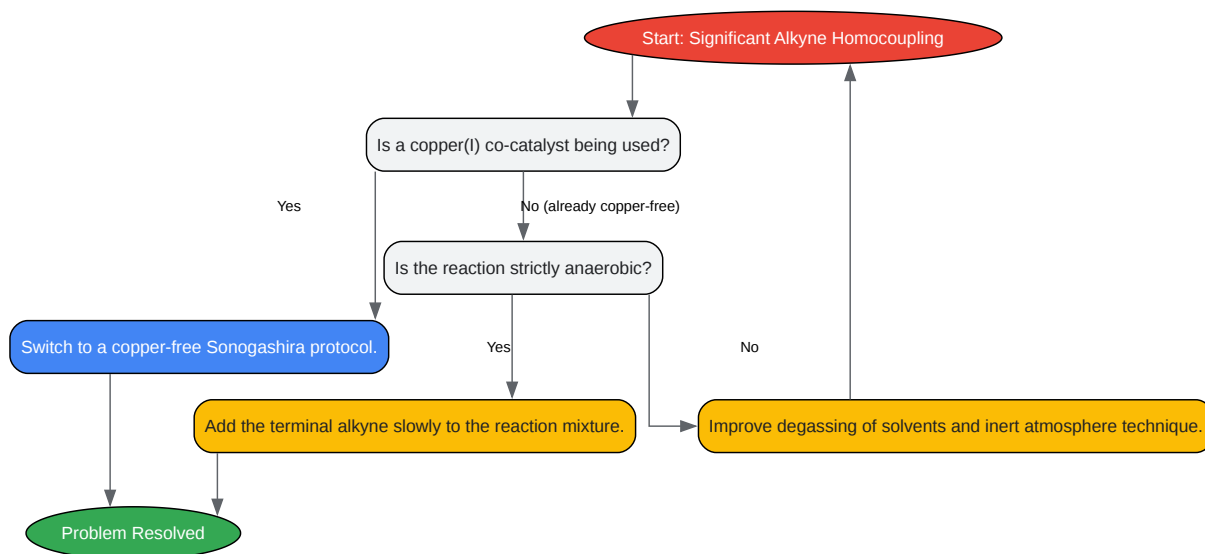 Start: Significant Alkyne Homocoupling
Is a copper(I) co-catalyst being used?
Yes
No (already copper-free)
Is the reaction strictly anaerobic?
Switch to a copper-free Sonogashira protocol.
Yes
No
Add the terminal alkyne slowly to the reaction mixture.
Improve degassing of solvents and inert atmosphere technique.
Problem Resolved